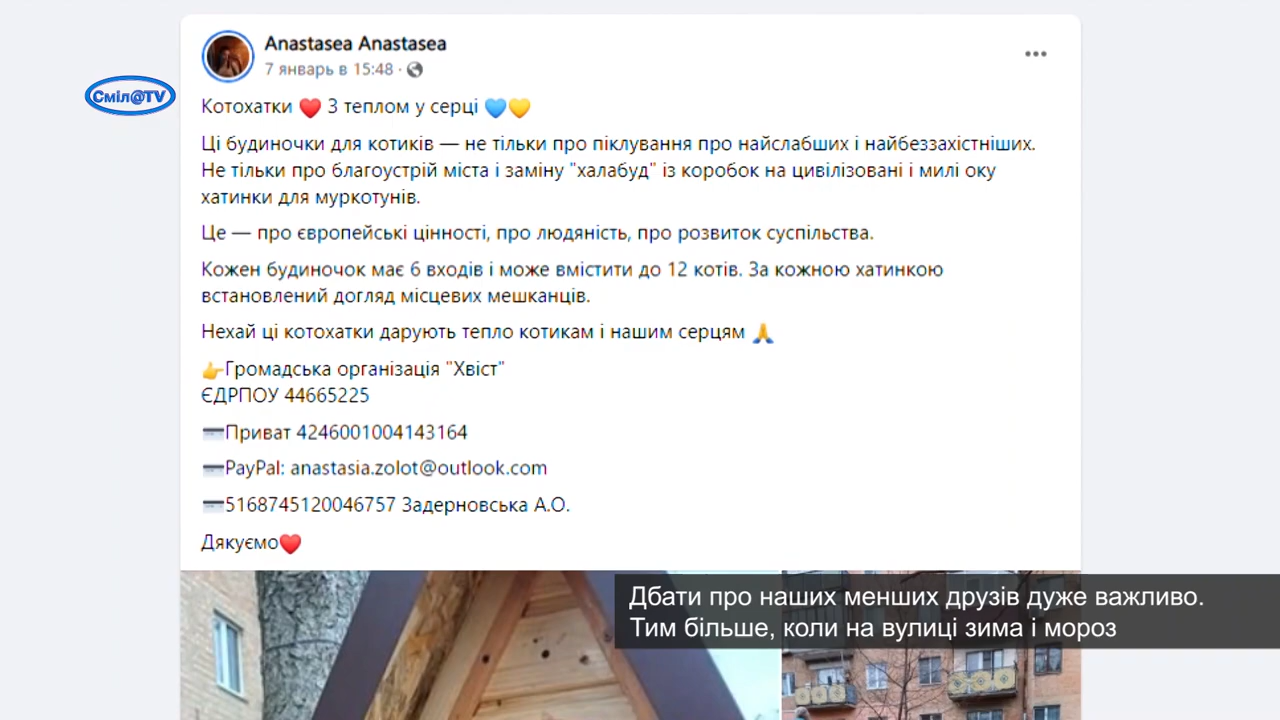 Anastasea Anastasea
7 январь в 15:48 ·
Сміл@TV
Котохатки ❤️ З теплом у серці 💙💛
Ці будиночки для котиків — не тільки про піклування про найслабших і найбеззахістніших.
Не тільки про благоустрій міста і заміну "халабуд" із коробок на цивілізовані і милі оку
хатинки для муркотунів.
Це — про європейські цінності, про людяність, про розвиток суспільства.
Кожен будиночок має 6 входів і може вмістити до 12 котів. За кожною хатинкою
встановлений догляд місцевих мешканців.
Нехай ці котохатки дарують тепло котикам і нашим серцям 🙏
👉Громадська організація "Хвіст"
ЄДРПОУ 44665225
💳Приват 4246001004143164
💳PayPal: anastasia.zolot@outlook.com
💳5168745120046757 Задерновська А.О.
Дякуємо❤️
Дбати про наших менших друзів дуже важливо.
Тим більше, коли на вулиці зима і мороз